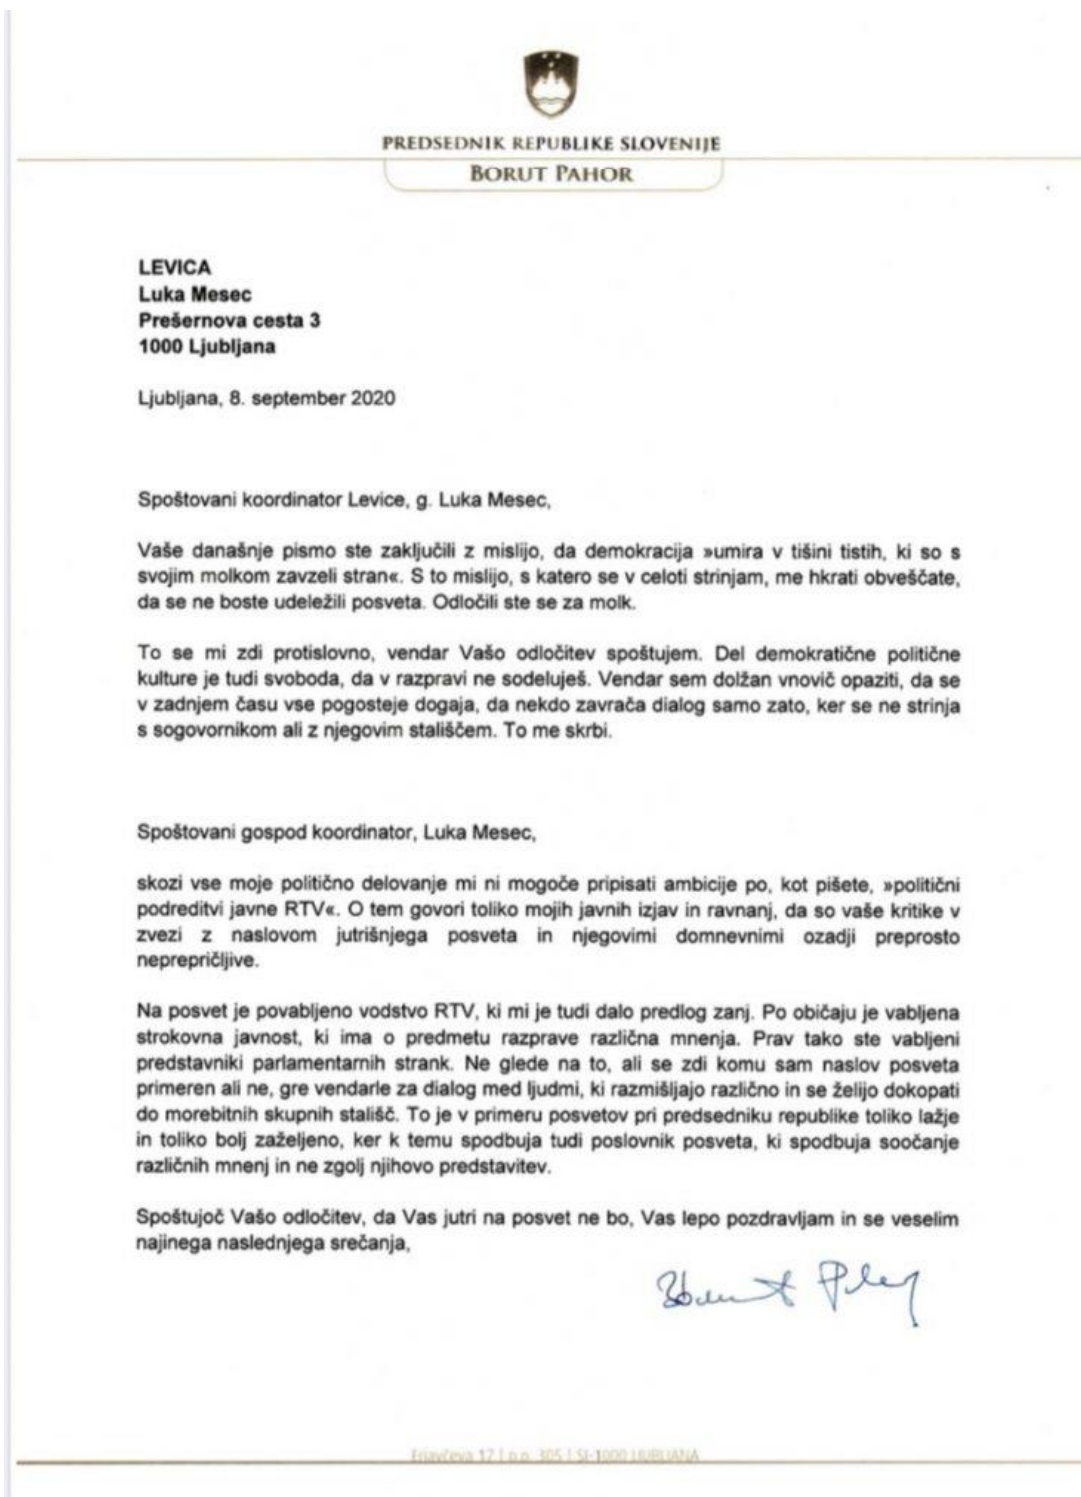 PREDSEDNIK REPUBLIKE SLOVENIJE
BORUT PAHOR
LEVICA
Luka Mesec
Prešernova cesta 3
1000 Ljubljana
Ljubljana, 8. september 2020
Spoštovani koordinator Levice, g. Luka Mesec,
Vaše današnje pismo ste zaključili z mislijo, da demokracija »umira v tišini tistih, ki so s
svojim molkom zavzeli stran«. S to mislijo, s katero se v celoti strinjam, me hkrati obveščate,
da se ne boste udeležili posveta. Odločili ste se za molk.
To se mi zdi protislovno, vendar Vašo odločitev spoštujem. Del demokratične politične
kulture je tudi svoboda, da v razpravi ne sodeluješ. Vendar sem dolžan vnovič opaziti, da se
v zadnjem času vse pogosteje dogaja, da nekdo zavrača dialog samo zato, ker se ne strinja
s sogovornikom ali z njegovim stališčem. To me skrbi.
Spoštovani gospod koordinator, Luka Mesec,
skozi vse moje politično delovanje mi ni mogoče pripisati ambicije po, kot pišete, »politični
podreditvi javne RTV«. O tem govori toliko mojih javnih izjav in ravnanj, da so vaše kritike v
zvezi z naslovom jutrišnjega posveta in njegovimi domnevnimi ozadji preprosto
neprepričljive.
Na posvet je povabljeno vodstvo RTV, ki mi je tudi dalo predlog zanj. Po običaju je vabljena
strokovna javnost, ki ima o predmetu razprave različna mnenja. Prav tako ste vabljeni
predstavniki parlamentarnih strank. Ne glede na to, ali se zdi komu sam naslov posveta
primeren ali ne, gre vendarle za dialog med ljudmi, ki razmišljajo različno in se želijo dokopati
do morebitnih skupnih stališč. To je v primeru posvetov pri predsedniku republike toliko lažje
in toliko bolj zaželjeno, ker k temu spodbuja tudi poslovnik posveta, ki spodbuja soočanje
različnih mnenj in ne zgolj njihovo predstavitev.
Spoštujoč Vašo odločitev, da Vas jutri na posvet ne bo, Vas lepo pozdravljam in se veselim
najinega naslednjega srečanja,
Borut Pahor
Erjavčeva 17 | p.p. 305 | SI-1000 LJUBLJANA